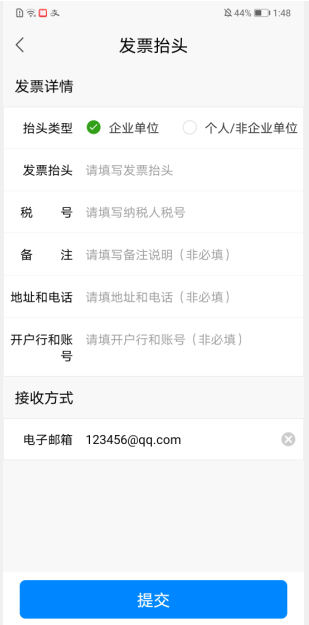 44% 1:48
发票抬头
发票详情
抬头类型 企业单位 个人/非企业单位
发票抬头 请填写发票抬头
税 号 请填写纳税人税号
备 注 请填写备注说明（非必填）
地址和电话 请填地址和电话（非必填）
开户行和账 请填开户行和账号（非必填）
号
接收方式
电子邮箱 123456@qq.com
提交